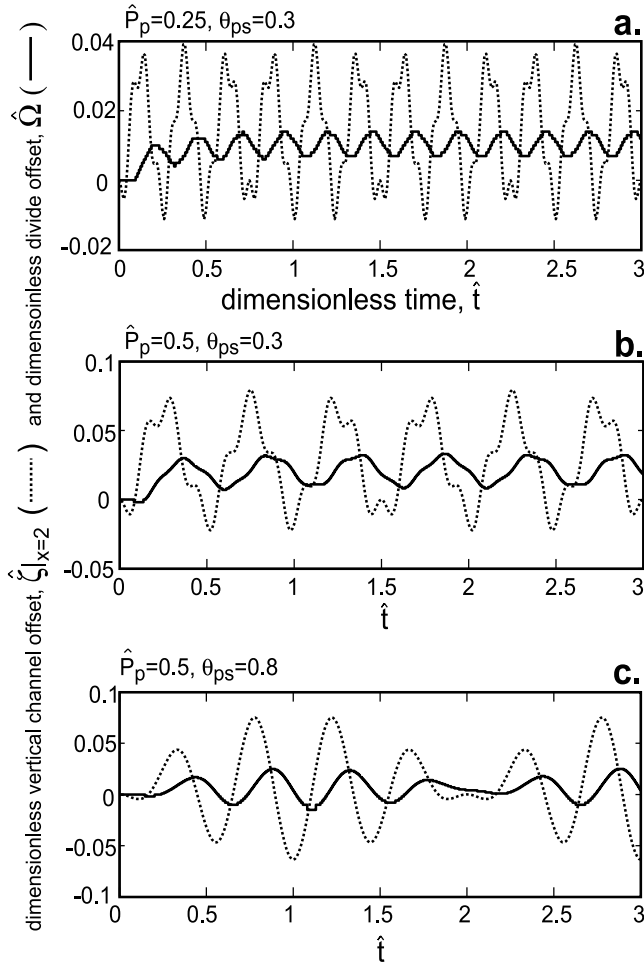 P̂p=0.25, θps=0.3
a.
0.04
0.02
0
-0.02
0 0.5 1 1.5 2 2.5 3
dimensionless time, t̂
P̂p=0.5, θps=0.3
b.
0.1
0.05
0
-0.05
0 0.5 1 1.5 2 2.5 3
t̂
P̂p=0.5, θps=0.8
c.
0.1
0.05
0
-0.05
-0.1
0 0.5 1 1.5 2 2.5 3
t̂
dimensionless vertical channel offset, ζ̂|x=2 (......) and dimensoinless divide offset, Ω̂ (—)